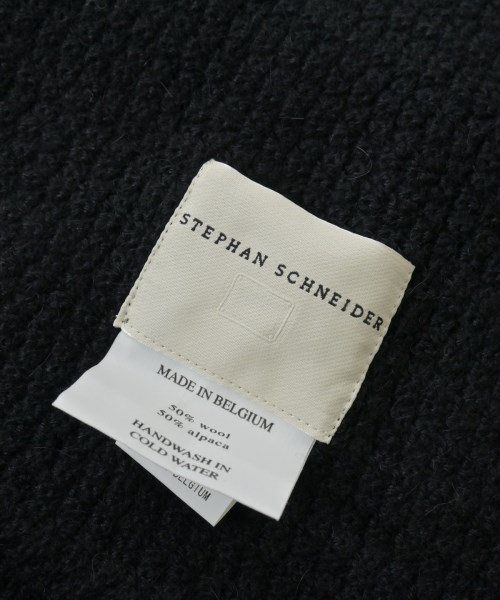 STEPHAN SCHNEIDER
MADE IN BELGIUM
50% wool
50% alpaca
HANDWASH IN
COLD WATER
BELGIUM